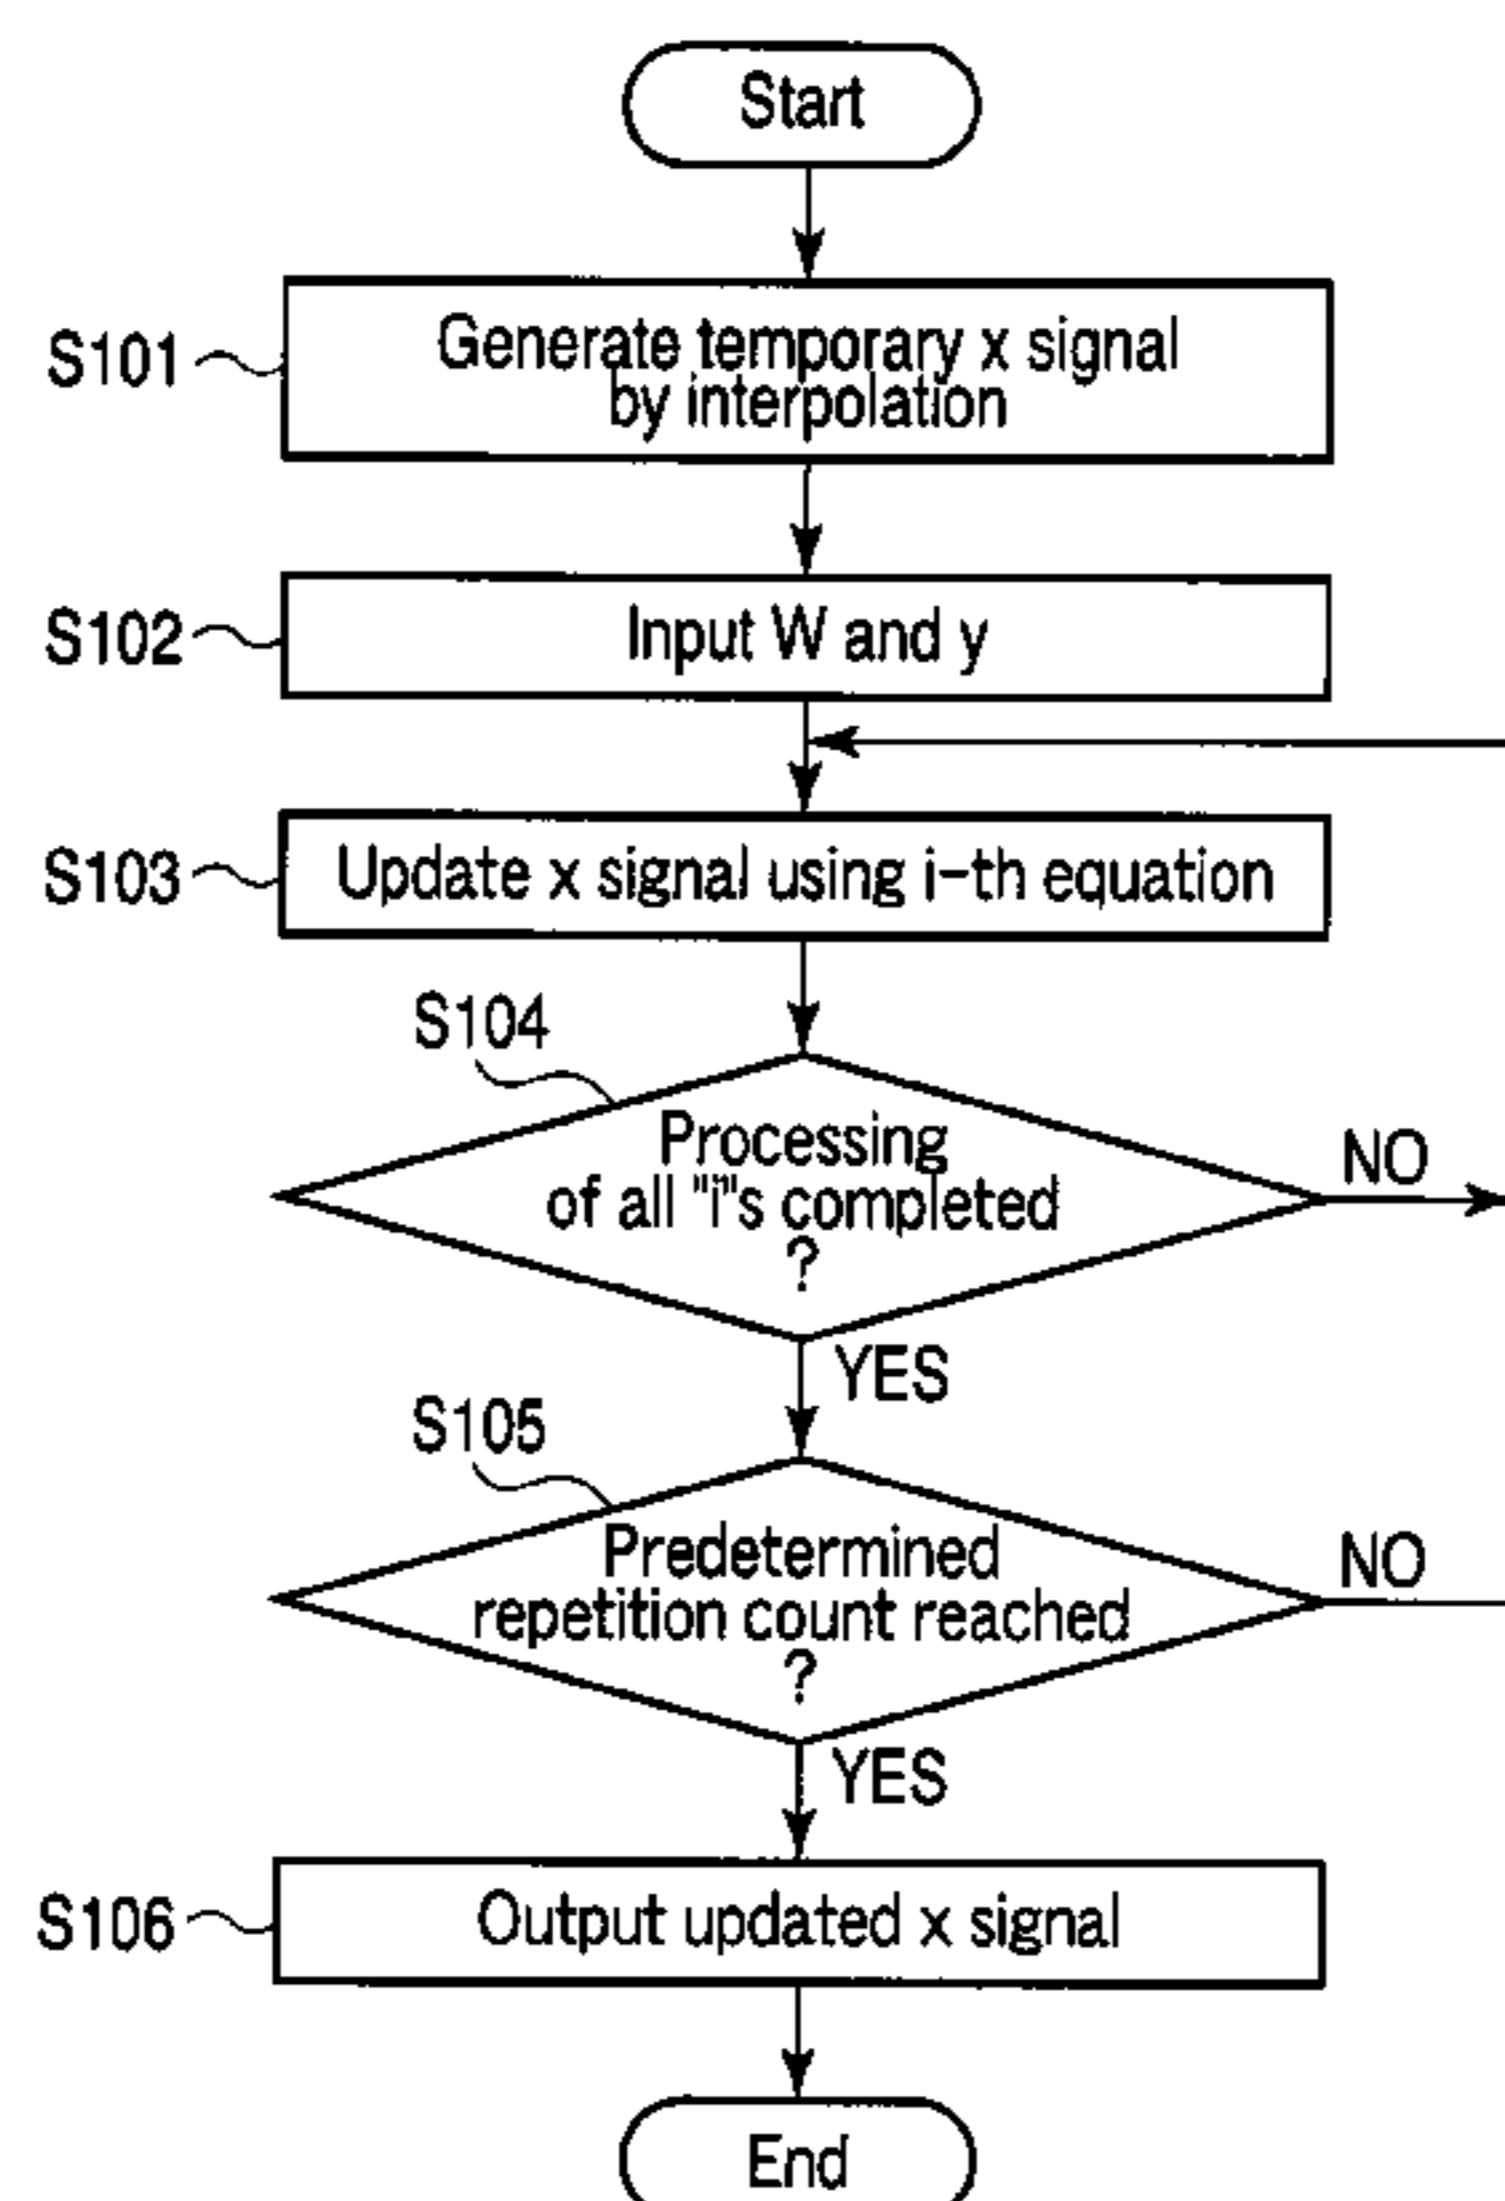 Start
S101
Generate temporary x signal
by interpolation
S102
Input W and y
S103
Update x signal using i-th equation
S104
Processing
of all "i"s completed
?
NO
YES
S105
Predetermined
repetition count reached
?
NO
YES
S106
Output updated x signal
End